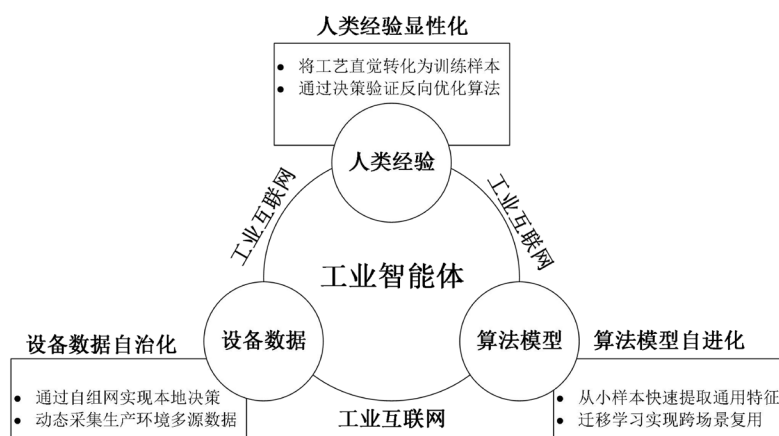 人类经验显性化
将工艺直觉转化为训练样本
通过决策验证反向优化算法
人类经验
工业互联网
工业互联网
工业智能体
设备数据自治化
设备数据
算法模型
算法模型自进化
通过自组网实现本地决策
动态采集生产环境多源数据
工业互联网
从小样本快速提取通用特征
迁移学习实现跨场景复用